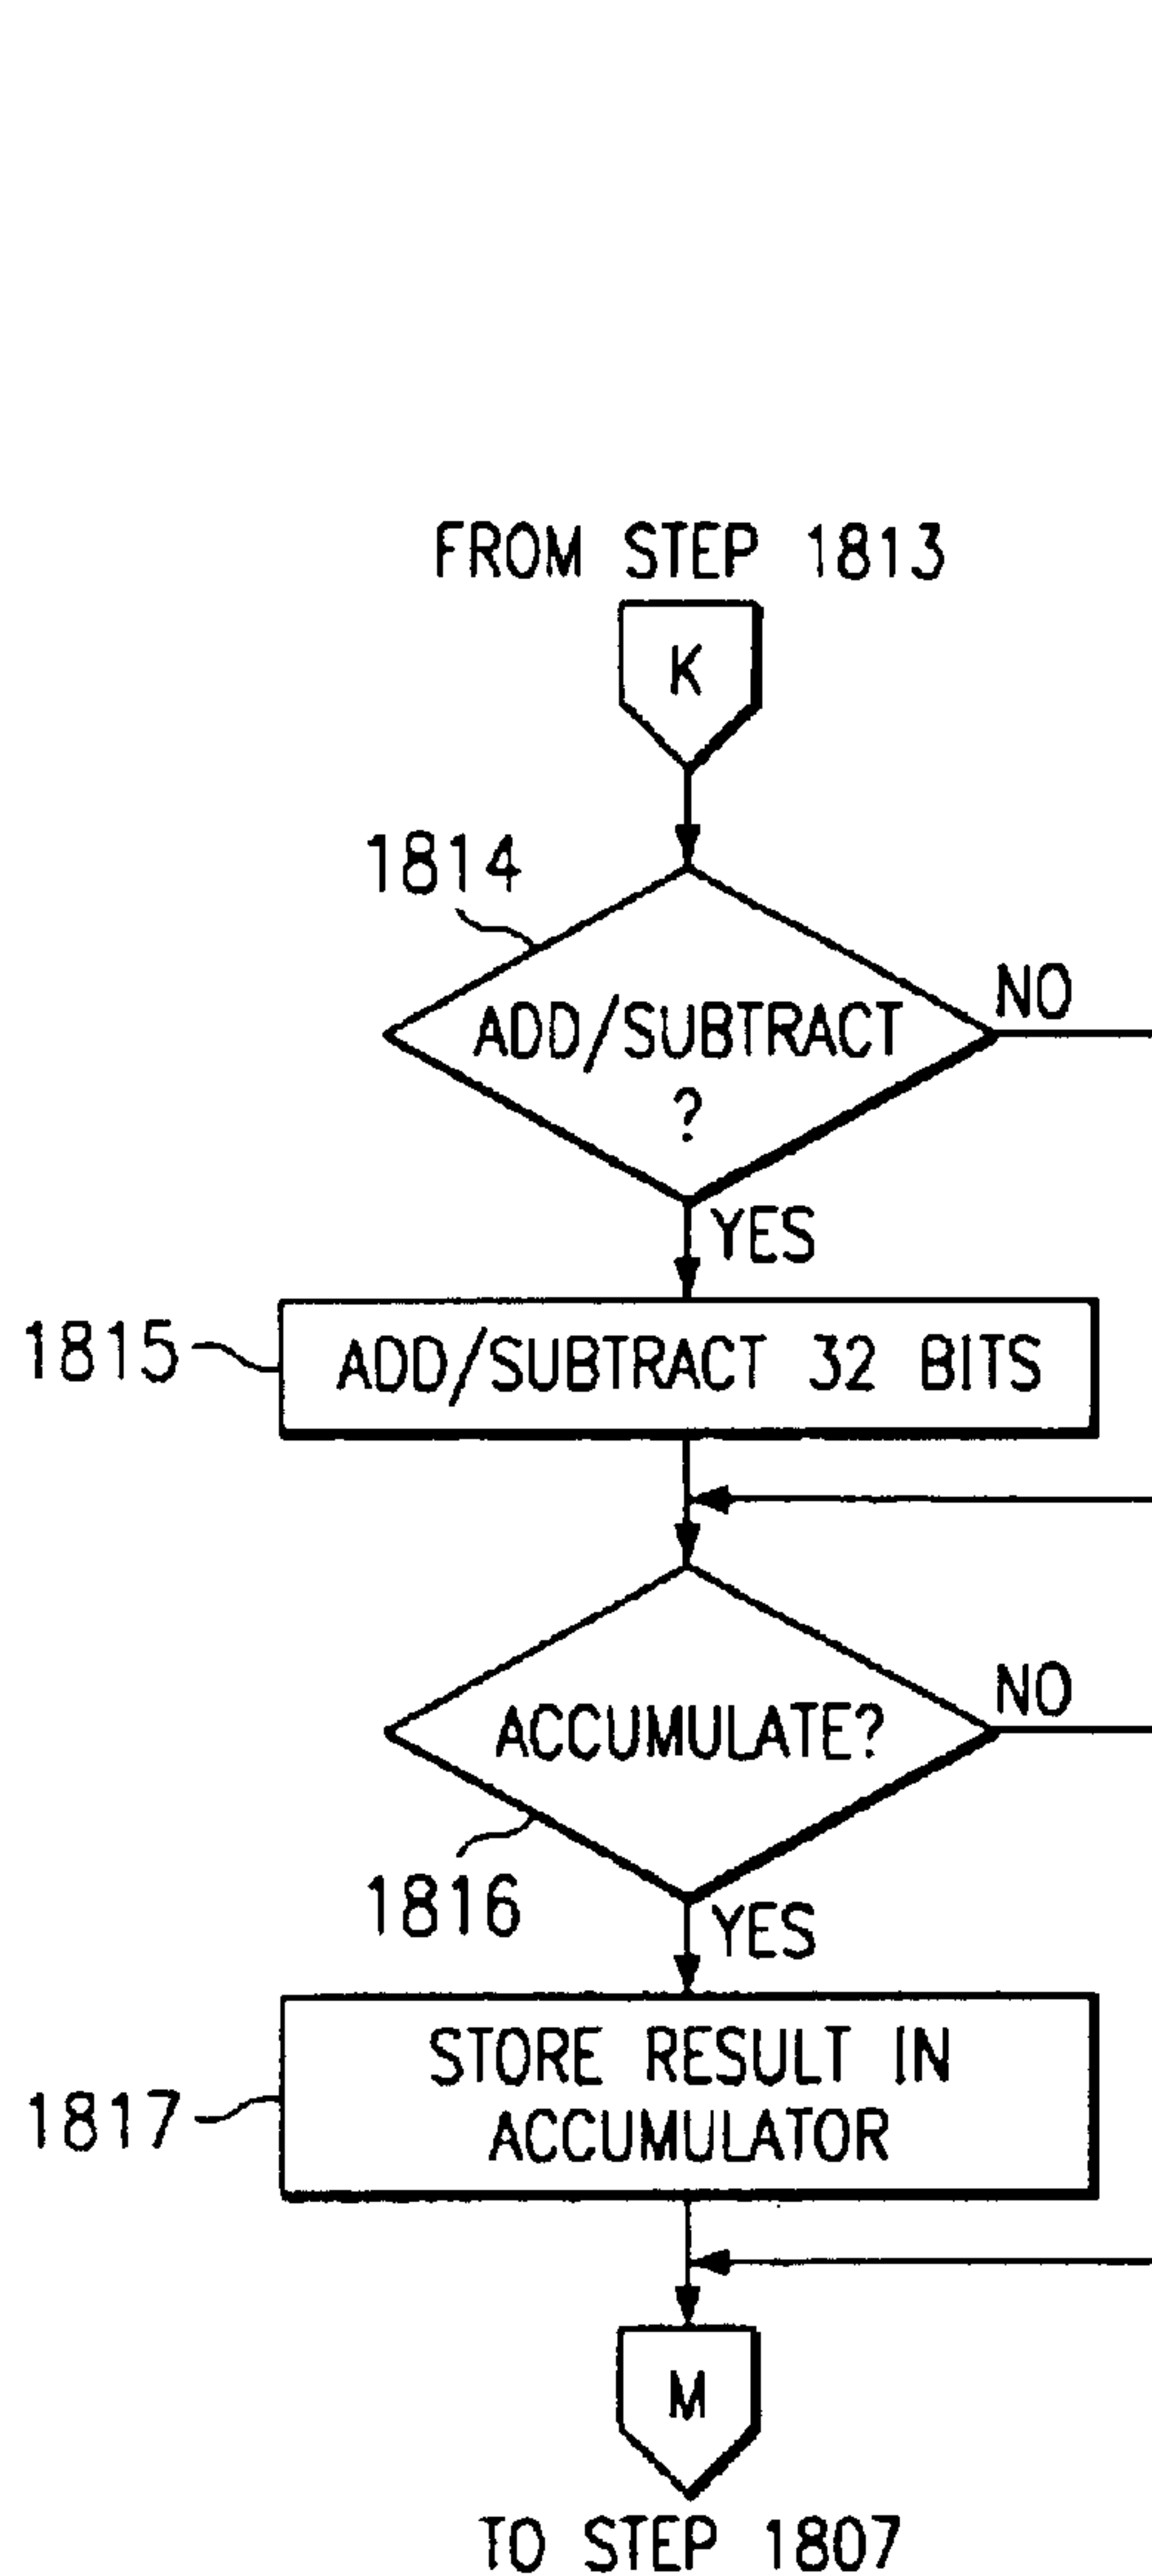 FROM STEP 1813
K
1814
ADD/SUBTRACT
?
NO
YES
1815
ADD/SUBTRACT 32 BITS
ACCUMULATE?
NO
1816
YES
STORE RESULT IN
ACCUMULATOR
1817
M
TO STEP 1807